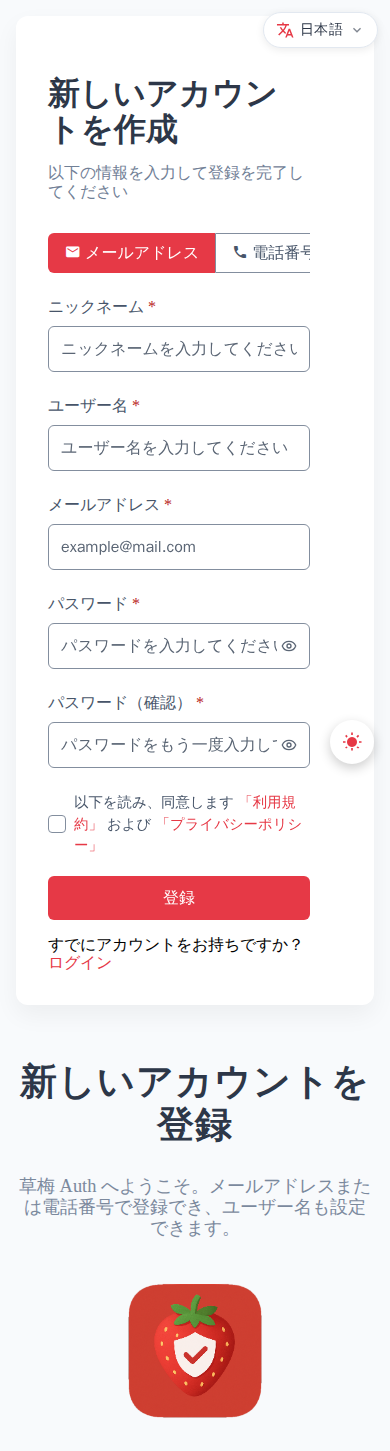 日本語
新しいアカウン
トを作成
以下の情報を入力して登録を完了し
てください
メールアドレス
電話番号
ニックネーム *
ニックネームを入力してください
ユーザー名 *
ユーザー名を入力してください
メールアドレス *
example@mail.com
パスワード *
パスワードを入力してください
パスワード（確認） *
パスワードをもう一度入力して
以下を読み、同意します 「利用規
約」 および 「プライバシーポリシ
ー」
登録
すでにアカウントをお持ちですか？
ログイン
新しいアカウントを
登録
草梅 Auth へようこそ。メールアドレスまた
は電話番号で登録でき、ユーザー名も設定
できます。